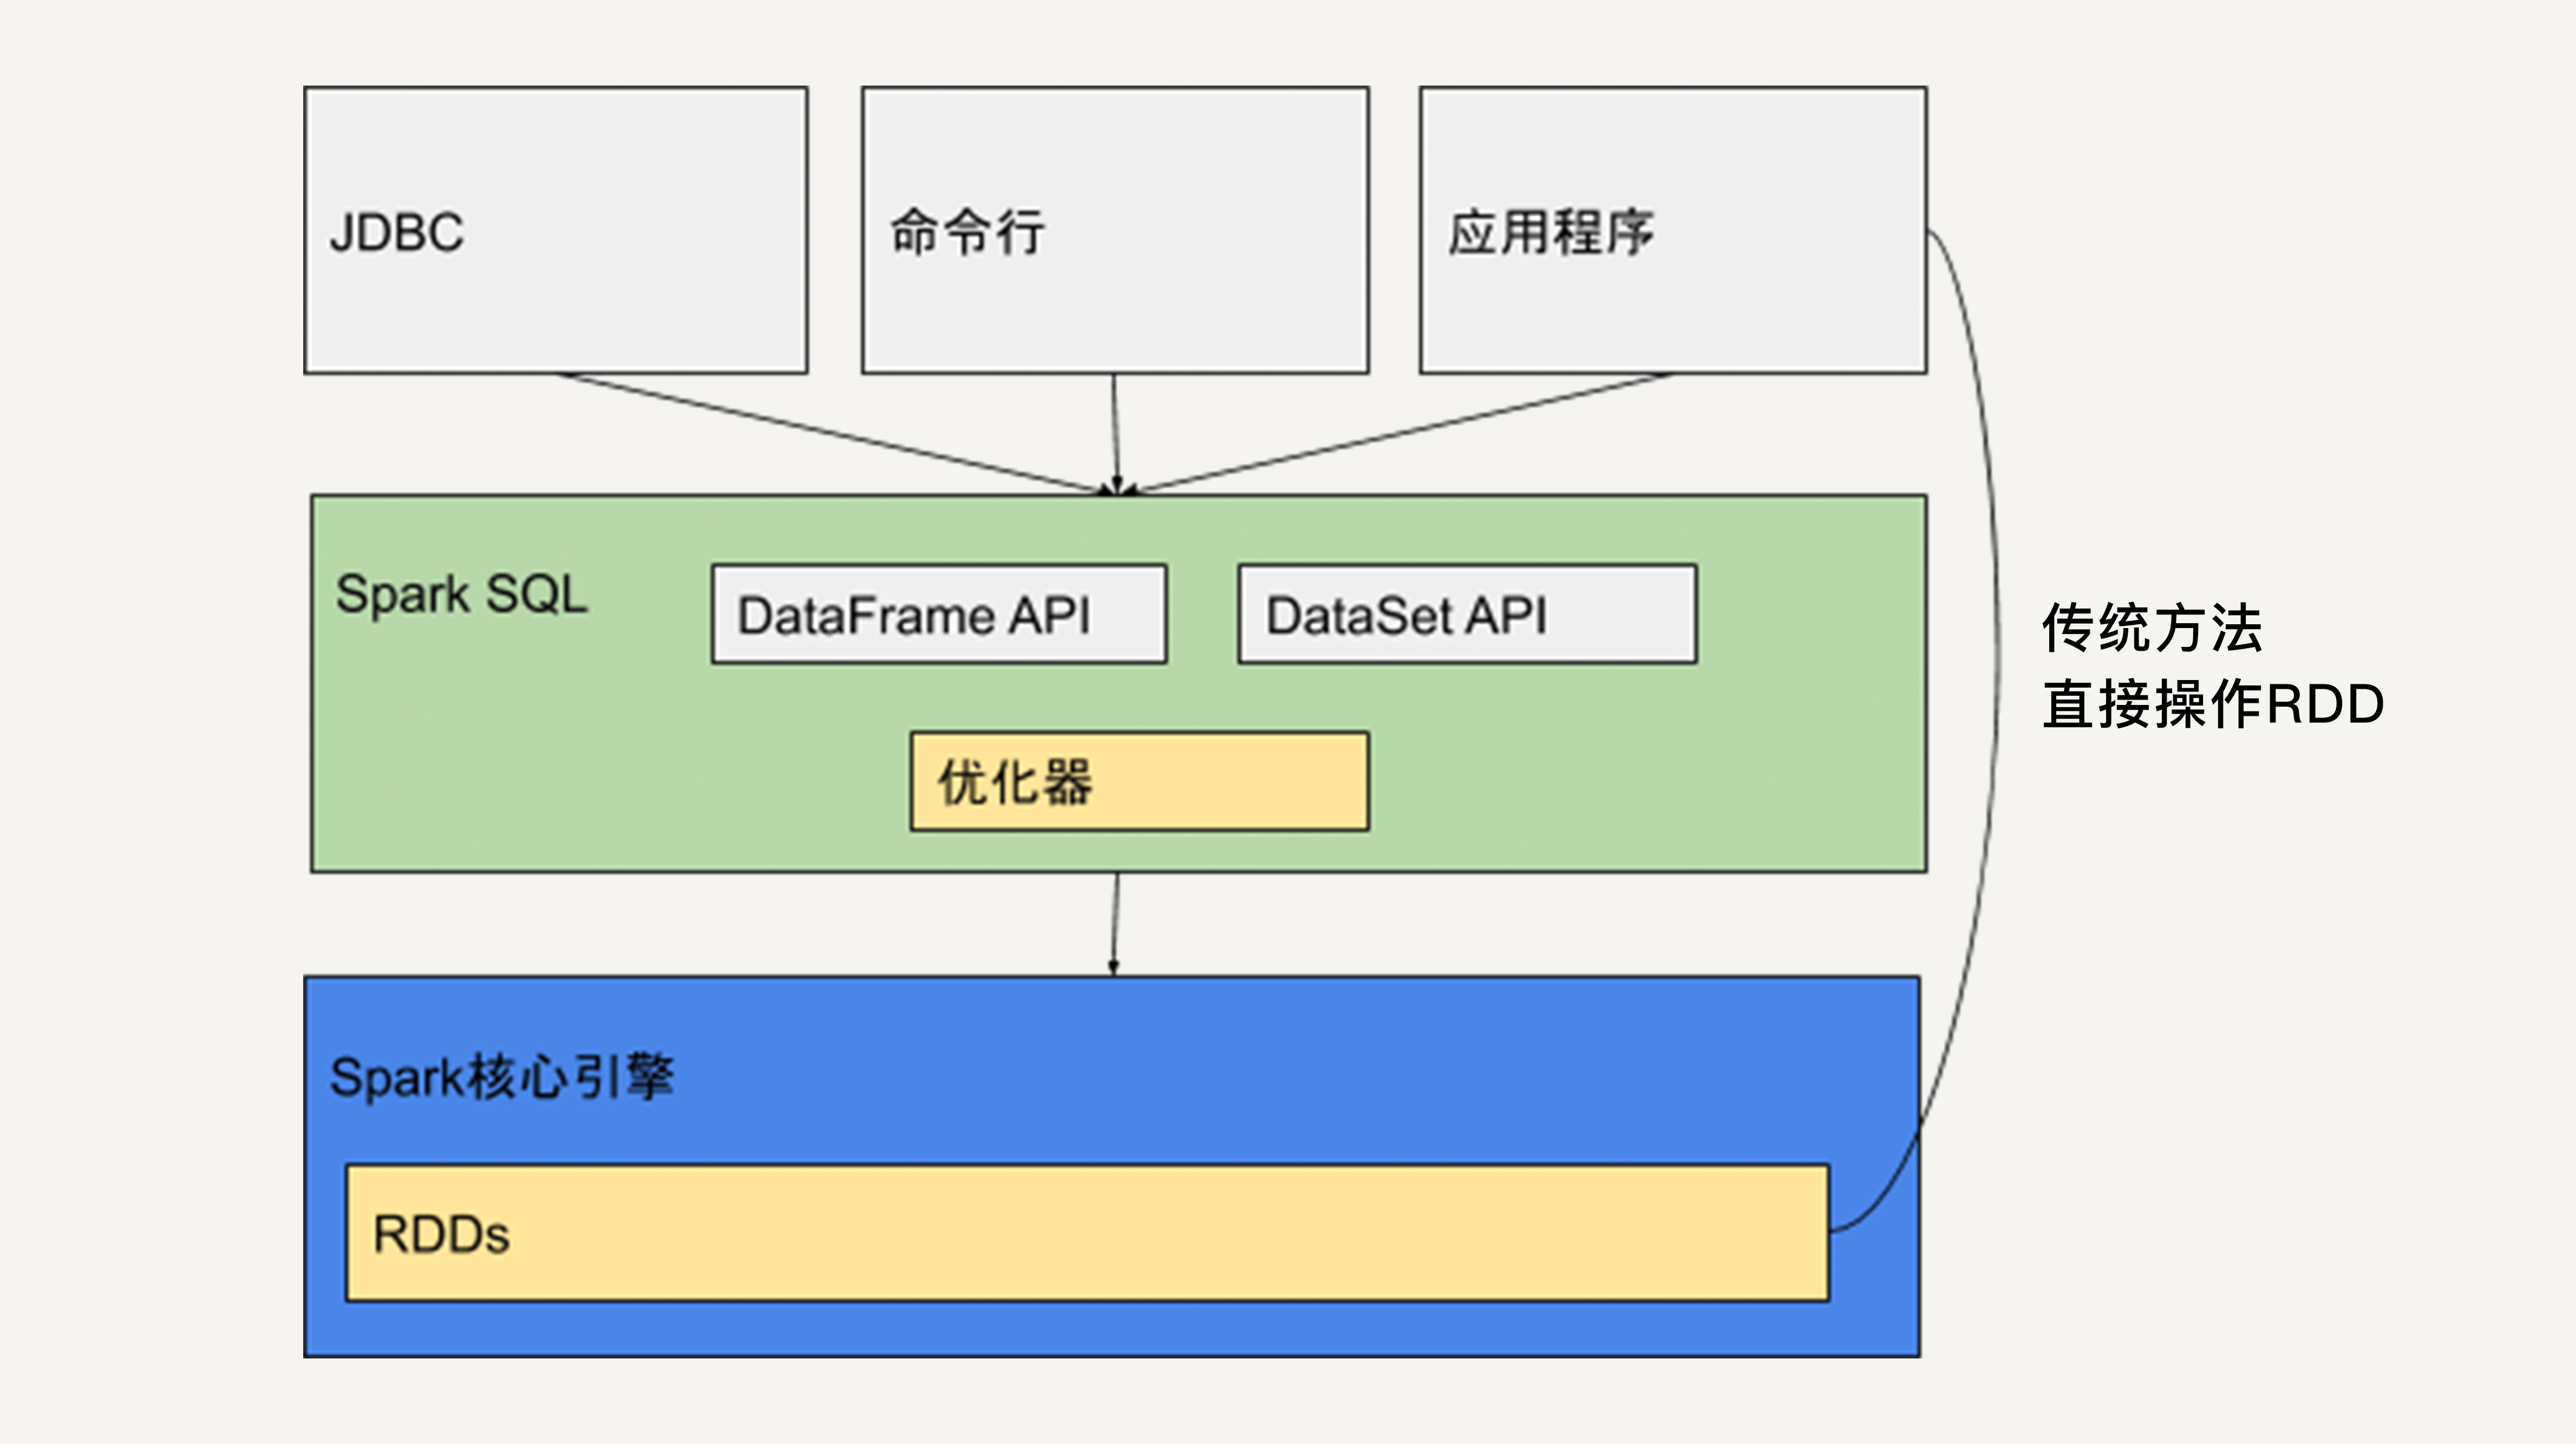 JDBC
命令行
应用程序
Spark SQL
DataFrame API
DataSet API
优化器
传统方法
直接操作RDD
Spark核心引擎
RDDs